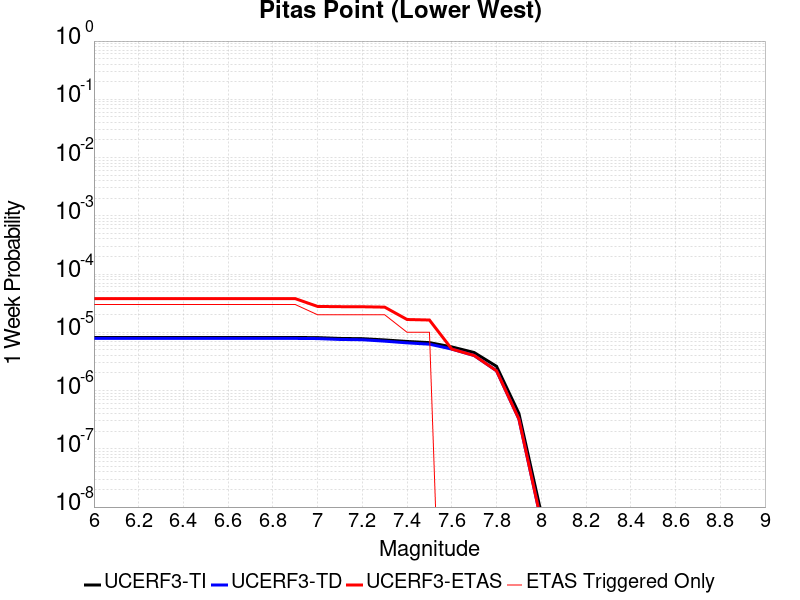 Pitas Point (Lower West)
10^0
10^-1
10^-2
10^-3
10^-4
10^-5
10^-6
10^-7
10^-8
1 Week Probability
6 6.2 6.4 6.6 6.8 7 7.2 7.4 7.6 7.8 8 8.2 8.4 8.6 8.8 9
Magnitude
UCERF3-TI UCERF3-TD UCERF3-ETAS ETAS Triggered Only